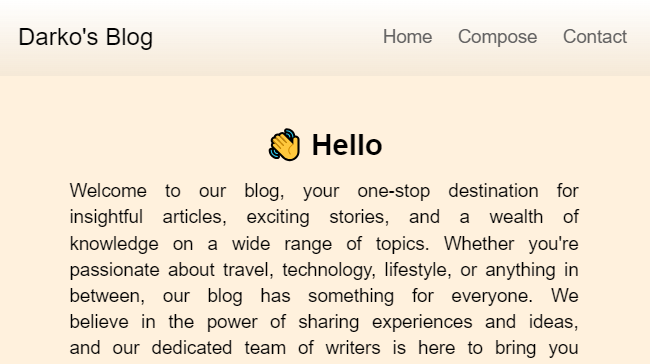 Darko's Blog
Home Compose Contact
👋 Hello
Welcome to our blog, your one-stop destination for
insightful articles, exciting stories, and a wealth of
knowledge on a wide range of topics. Whether you're
passionate about travel, technology, lifestyle, or anything in
between, our blog has something for everyone. We
believe in the power of sharing experiences and ideas,
and our dedicated team of writers is here to bring you